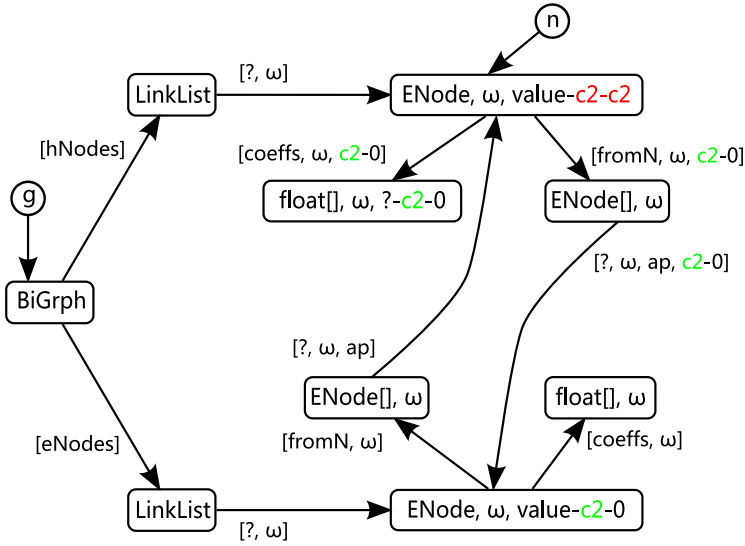 n
[?, ω]
LinkList
ENode, ω, value-c2-c2
[hNodes]
[coeffs, ω, c2-0]
[fromN, ω, c2-0]
g
float[], ω, ?-c2-0
ENode[], ω
[?, ω, ap, c2-0]
BiGrph
[?, ω, ap]
ENode[], ω
float[], ω
[eNodes]
[fromN, ω]
[coeffs, ω]
LinkList
ENode, ω, value-c2-0
[?, ω]